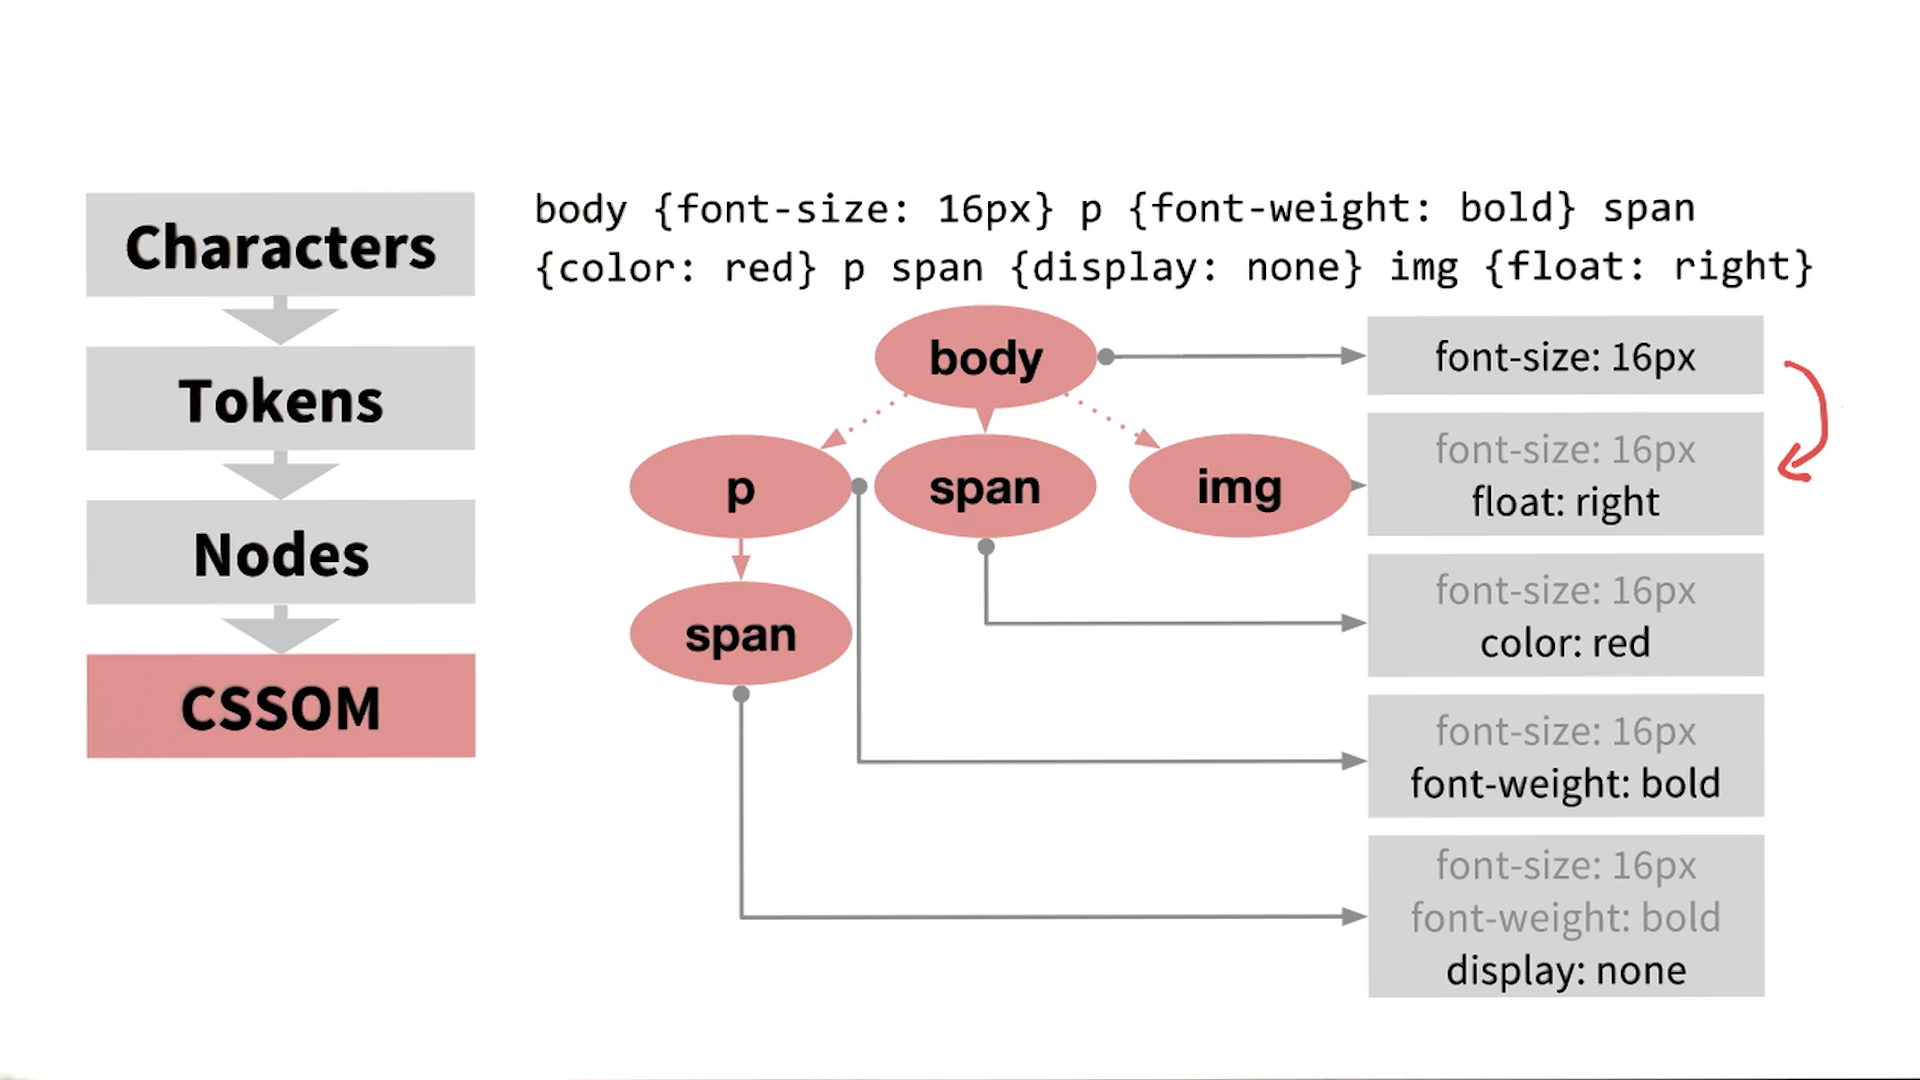 Characters
Tokens
Nodes
CSSOM
body {font-size: 16px} p {font-weight: bold} span
{color: red} p span {display: none} img {float: right}
body
p
span
img
span
font-size: 16px
font-size: 16px
float: right
font-size: 16px
color: red
font-size: 16px
font-weight: bold
font-size: 16px
font-weight: bold
display: none